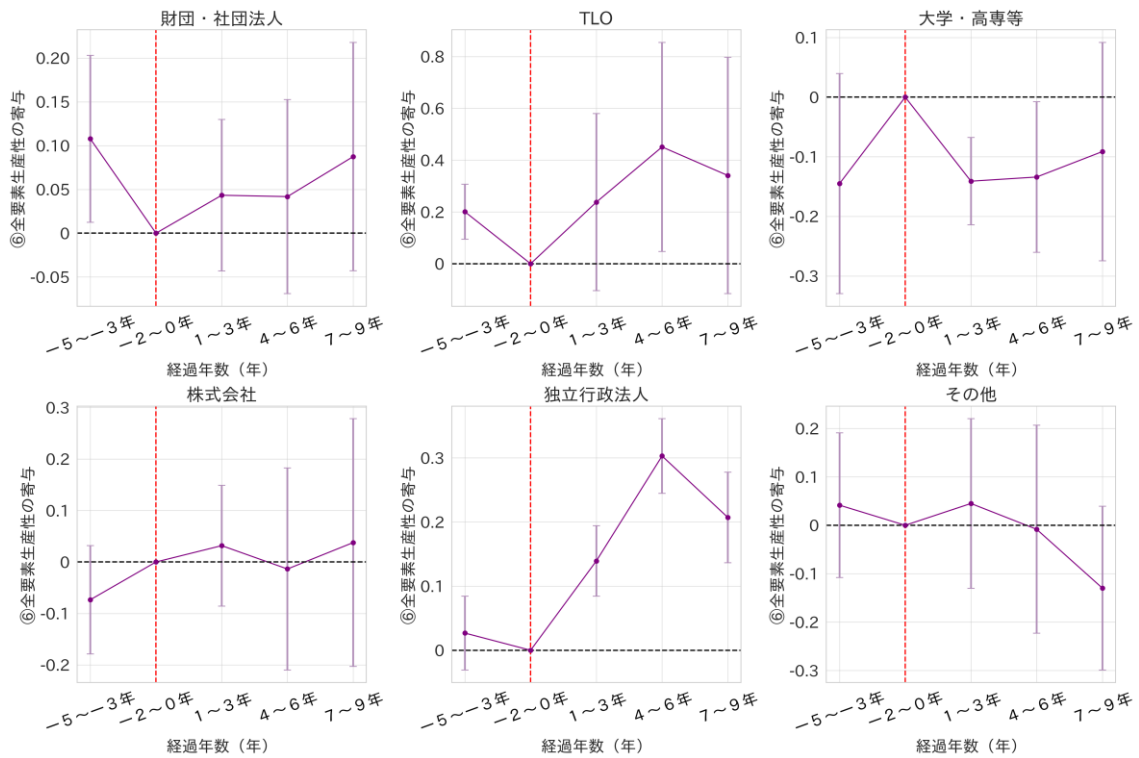 財団・社団法人
⑥全要素生産性の寄与
0.20
0.15
0.10
0.05
0
-0.05
－5～－3年
－2～0年
1～3年
4～6年
7～9年
経過年数（年）
TLO
⑥全要素生産性の寄与
0.8
0.6
0.4
0.2
0
－5～－3年
－2～0年
1～3年
4～6年
7～9年
経過年数（年）
大学・高専等
⑥全要素生産性の寄与
0.1
0
-0.1
-0.2
-0.3
－5～－3年
－2～0年
1～3年
4～6年
7～9年
経過年数（年）
株式会社
⑥全要素生産性の寄与
0.3
0.2
0.1
0
-0.1
-0.2
－5～－3年
－2～0年
1～3年
4～6年
7～9年
経過年数（年）
独立行政法人
⑥全要素生産性の寄与
0.3
0.2
0.1
0
－5～－3年
－2～0年
1～3年
4～6年
7～9年
経過年数（年）
その他
⑥全要素生産性の寄与
0.2
0.1
0
-0.1
-0.2
-0.3
－5～－3年
－2～0年
1～3年
4～6年
7～9年
経過年数（年）